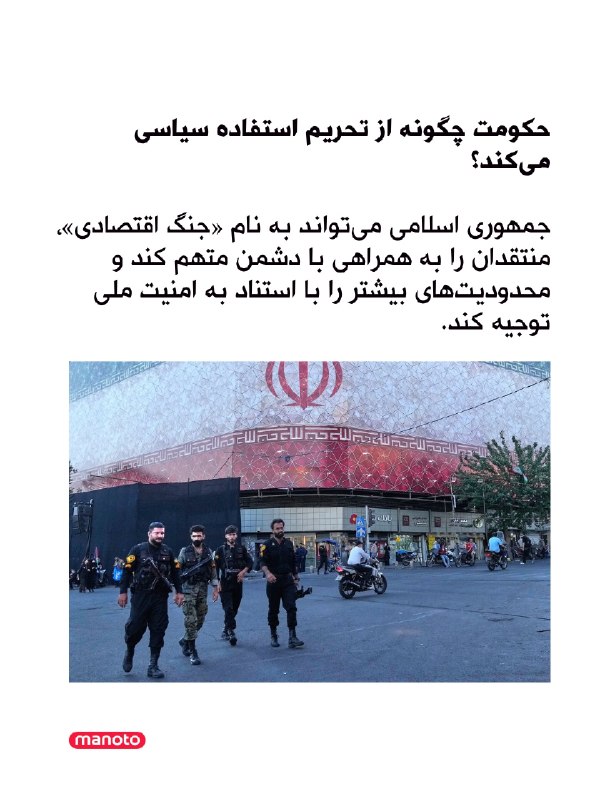 حکومت چگونه از تحریم استفاده سیاسی
می‌کند؟
جمهوری اسلامی می‌تواند به نام «جنگ اقتصادی»،
منتقدان را به همراهی با دشمن متهم کند و
محدودیت‌های بیشتر را با استناد به امنیت ملی
توجیه کند.
manoto